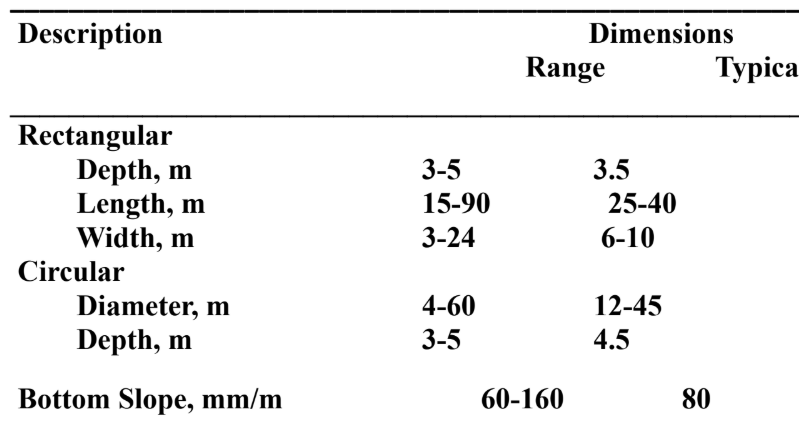 Description Dimensions
Range Typica
Rectangular
Depth, m 3-5 3.5
Length, m 15-90 25-40
Width, m 3-24 6-10
Circular
Diameter, m 4-60 12-45
Depth, m 3-5 4.5
Bottom Slope, mm/m 60-160 80